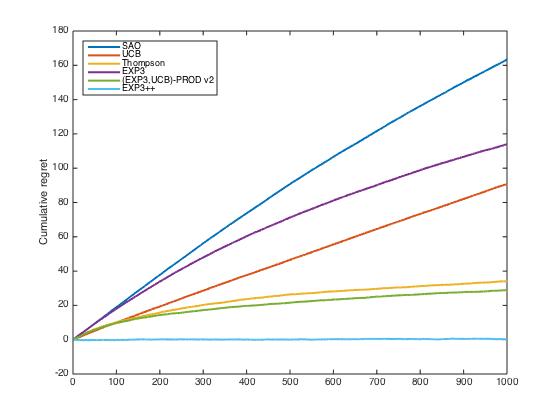 180
160
140
120
100
80
60
40
20
0
-20
Cumulative regret
SAO
UCB
Thompson
EXP3
(EXP3,UCB)-PROD v2
EXP3++
0 100 200 300 400 500 600 700 800 900 1000